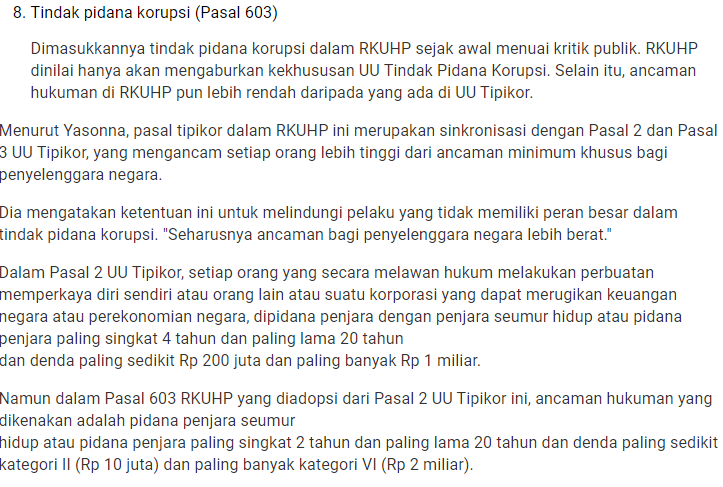 8. Tindak pidana korupsi (Pasal 603)
Dimasukkannya tindak pidana korupsi dalam RKUHP sejak awal menuai kritik publik. RKUHP
dinilai hanya akan mengaburkan kekhususan UU Tindak Pidana Korupsi. Selain itu, ancaman
hukuman di RKUHP pun lebih rendah daripada yang ada di UU Tipikor.
Menurut Yasonna, pasal tipikor dalam RKUHP ini merupakan sinkronisasi dengan Pasal 2 dan Pasal
3 UU Tipikor, yang mengancam setiap orang lebih tinggi dari ancaman minimum khusus bagi
penyelenggara negara.
Dia mengatakan ketentuan ini untuk melindungi pelaku yang tidak memiliki peran besar dalam
tindak pidana korupsi. "Seharusnya ancaman bagi penyelenggara negara lebih berat."
Dalam Pasal 2 UU Tipikor, setiap orang yang secara melawan hukum melakukan perbuatan
memperkaya diri sendiri atau orang lain atau suatu korporasi yang dapat merugikan keuangan
negara atau perekonomian negara, dipidana penjara dengan penjara seumur hidup atau pidana
penjara paling singkat 4 tahun dan paling lama 20 tahun
dan denda paling sedikit Rp 200 juta dan paling banyak Rp 1 miliar.
Namun dalam Pasal 603 RKUHP yang diadopsi dari Pasal 2 UU Tipikor ini, ancaman hukuman yang
dikenakan adalah pidana penjara seumur
hidup atau pidana penjara paling singkat 2 tahun dan paling lama 20 tahun dan denda paling sedikit
kategori II (Rp 10 juta) dan paling banyak kategori VI (Rp 2 miliar).